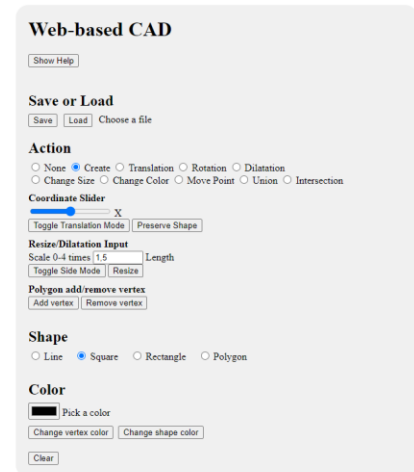 Web-based CAD
Show Help
Save or Load
Save Load Choose a file
Action
None Create Translation Rotation Dilatation
Change Size Change Color Move Point Union Intersection
Coordinate Slider
X
Toggle Translation Mode Preserve Shape
Resize/Dilatation Input
Scale 0-4 times 1,5 Length
Toggle Side Mode Resize
Polygon add/remove vertex
Add vertex Remove vertex
Shape
Line Square Rectangle Polygon
Color
Pick a color
Change vertex color Change shape color
Clear